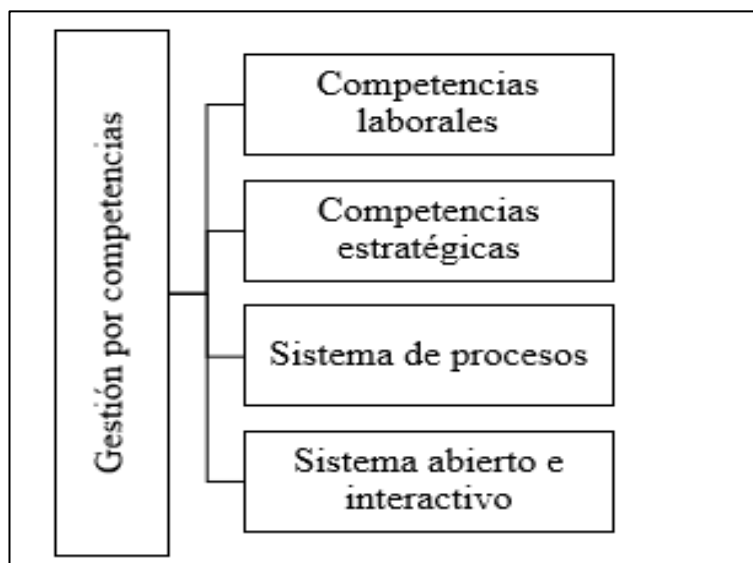 Gestión por competencias
Competencias
laborales
Competencias
estratégicas
Sistema de procesos
Sistema abierto e
interactivo